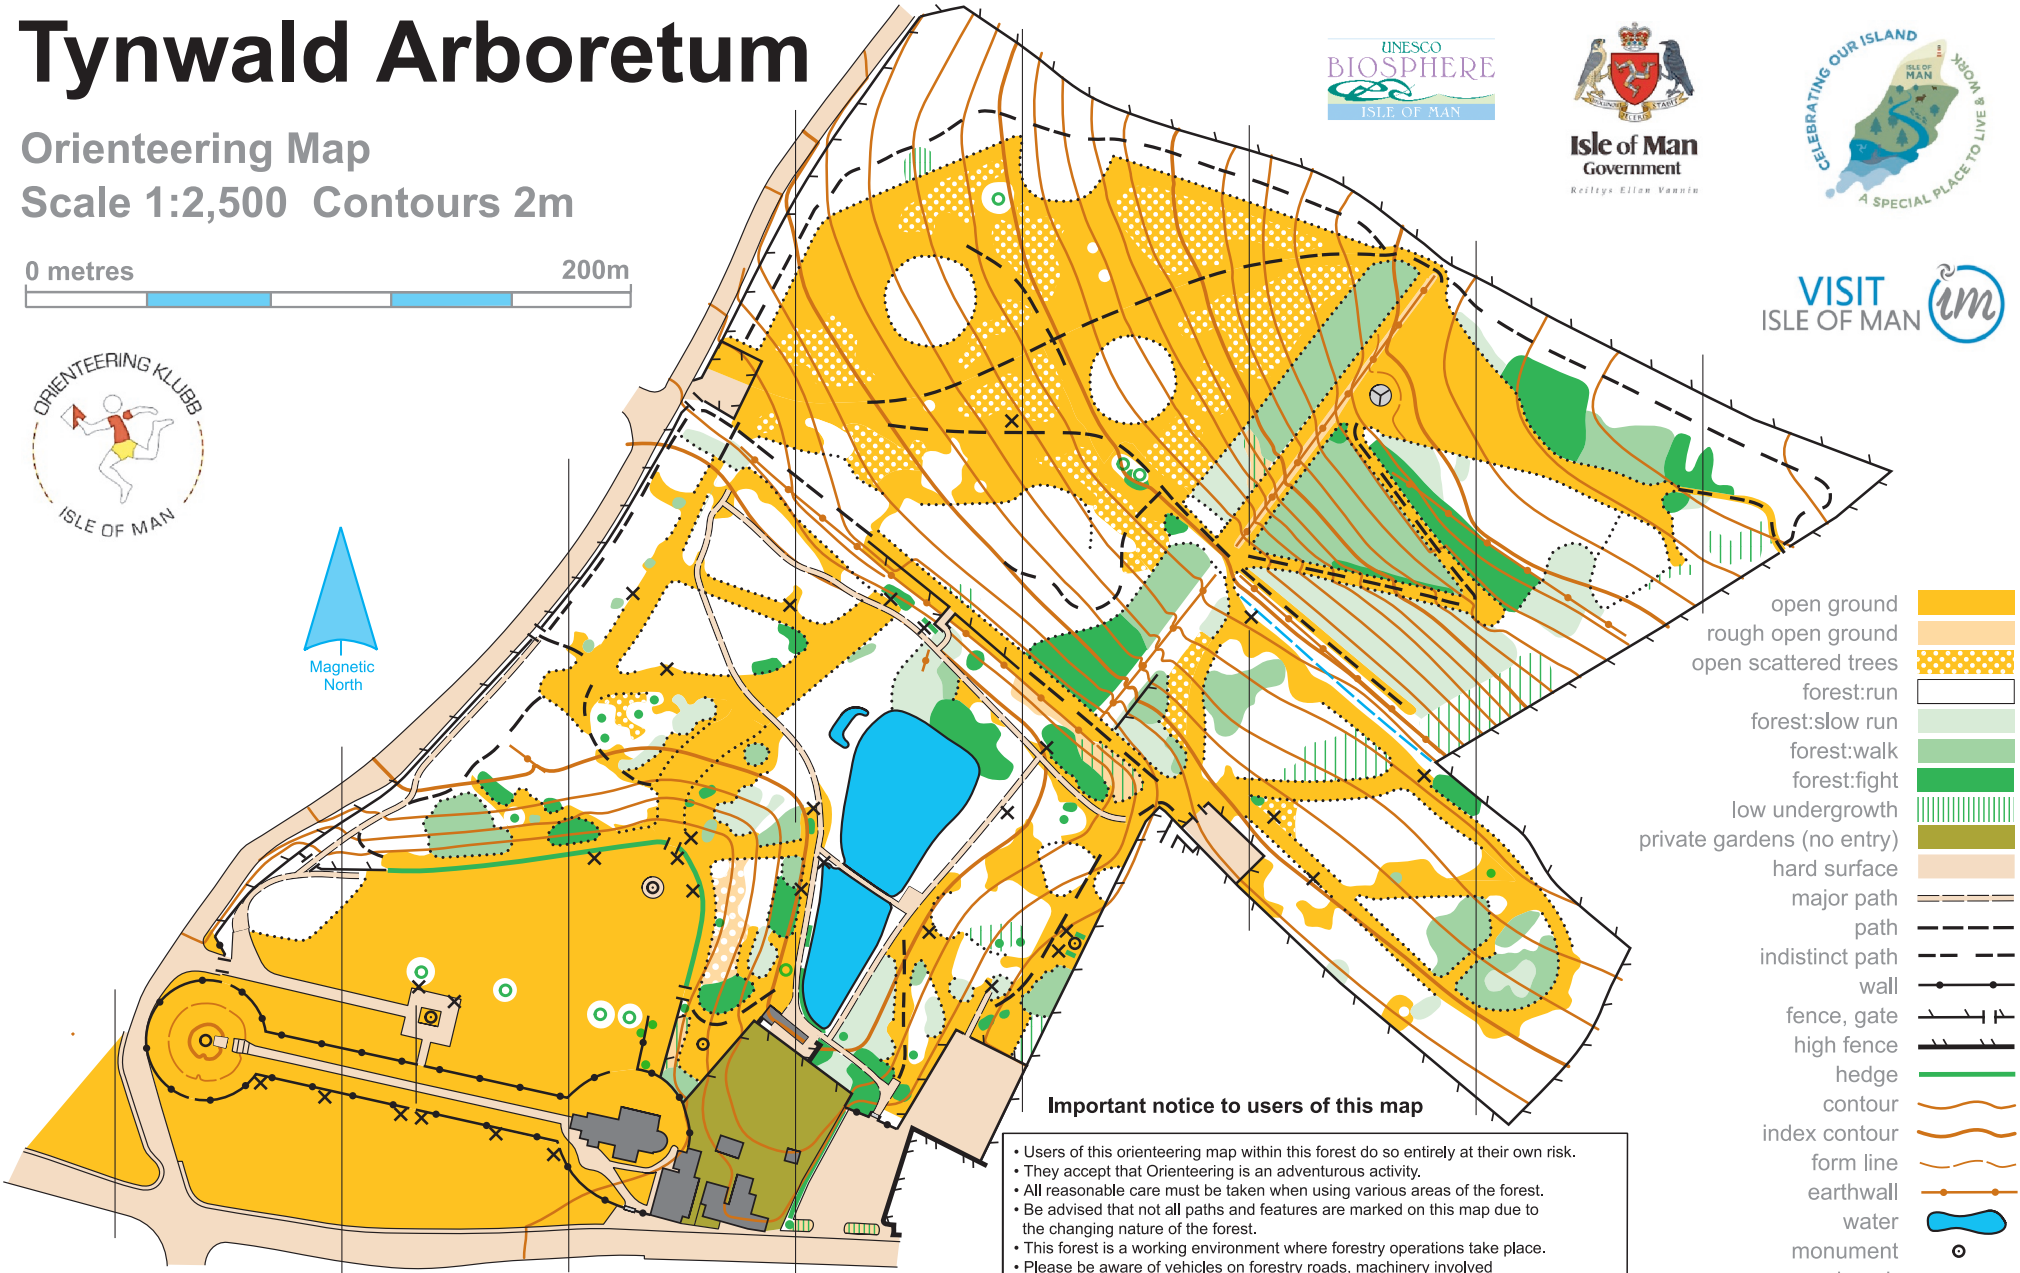 Tynwald Arboretum
Orienteering Map
Scale 1:2,500 Contours 2m
0 metres 200m
ORIENTEERING KLUBB
ISLE OF MAN
Magnetic
North
UNESCO
BIOSPHERE
ISLE OF MAN
Isle of Man
Government
Reiltys Ellan Vannin
CELEBRATING OUR ISLAND
ISLE OF
MAN
A SPECIAL PLACE TO LIVE & WORK
VISIT
ISLE OF MAN
im
open ground
rough open ground
open scattered trees
forest:run
forest:slow run
forest:walk
forest:fight
low undergrowth
private gardens (no entry)
hard surface
major path
path
indistinct path
wall
fence, gate
high fence
hedge
contour
index contour
form line
earthwall
water
monument
Important notice to users of this map
• Users of this orienteering map within this forest do so entirely at their own risk.
• They accept that Orienteering is an adventurous activity.
• All reasonable care must be taken when using various areas of the forest.
• Be advised that not all paths and features are marked on this map due to
the changing nature of the forest.
• This forest is a working environment where forestry operations take place.
• Please be aware of vehicles on forestry roads, machinery involved